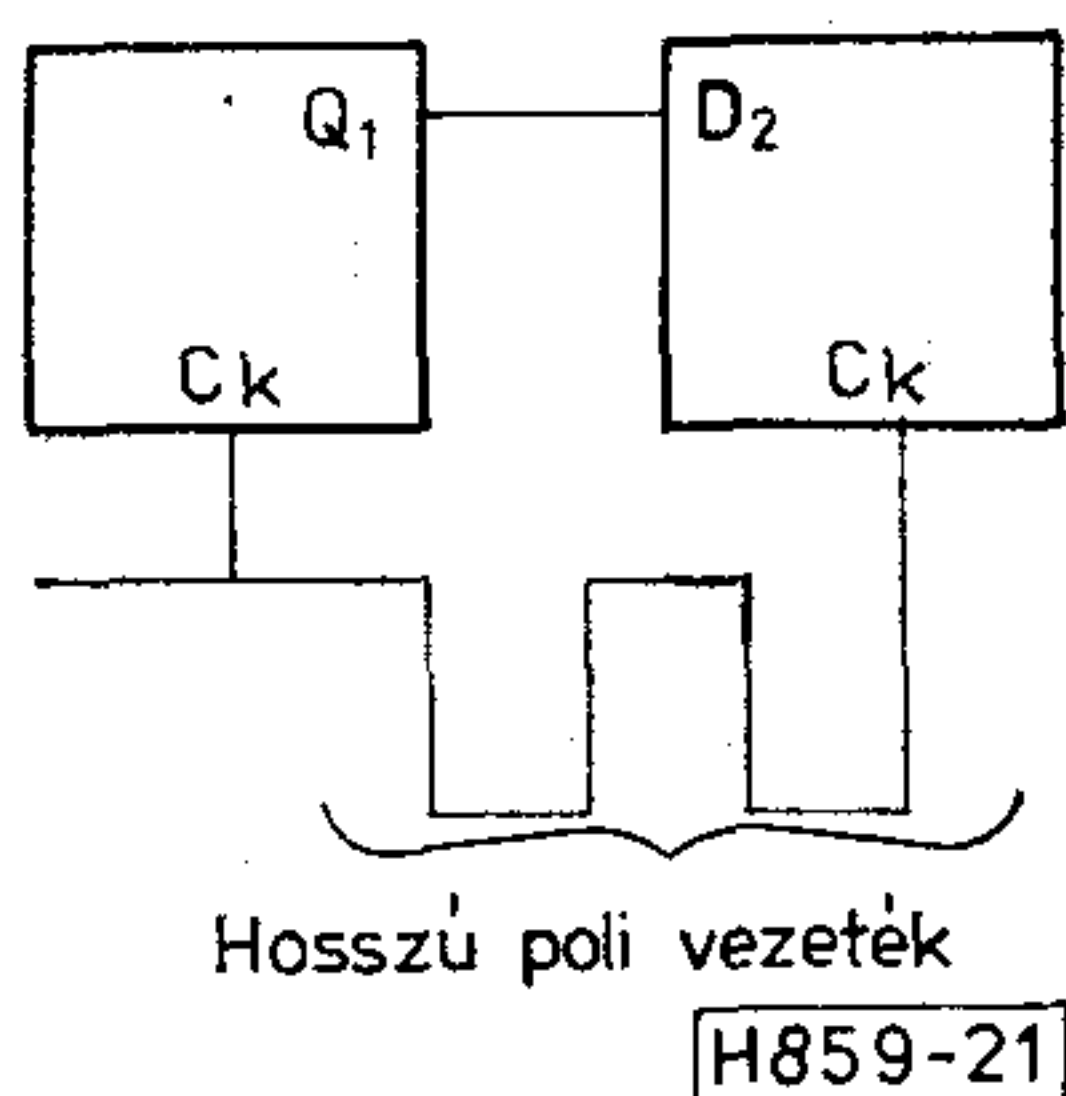 Q₁
D₂
Ck
Ck
Hosszú poli vezeték
H859-21